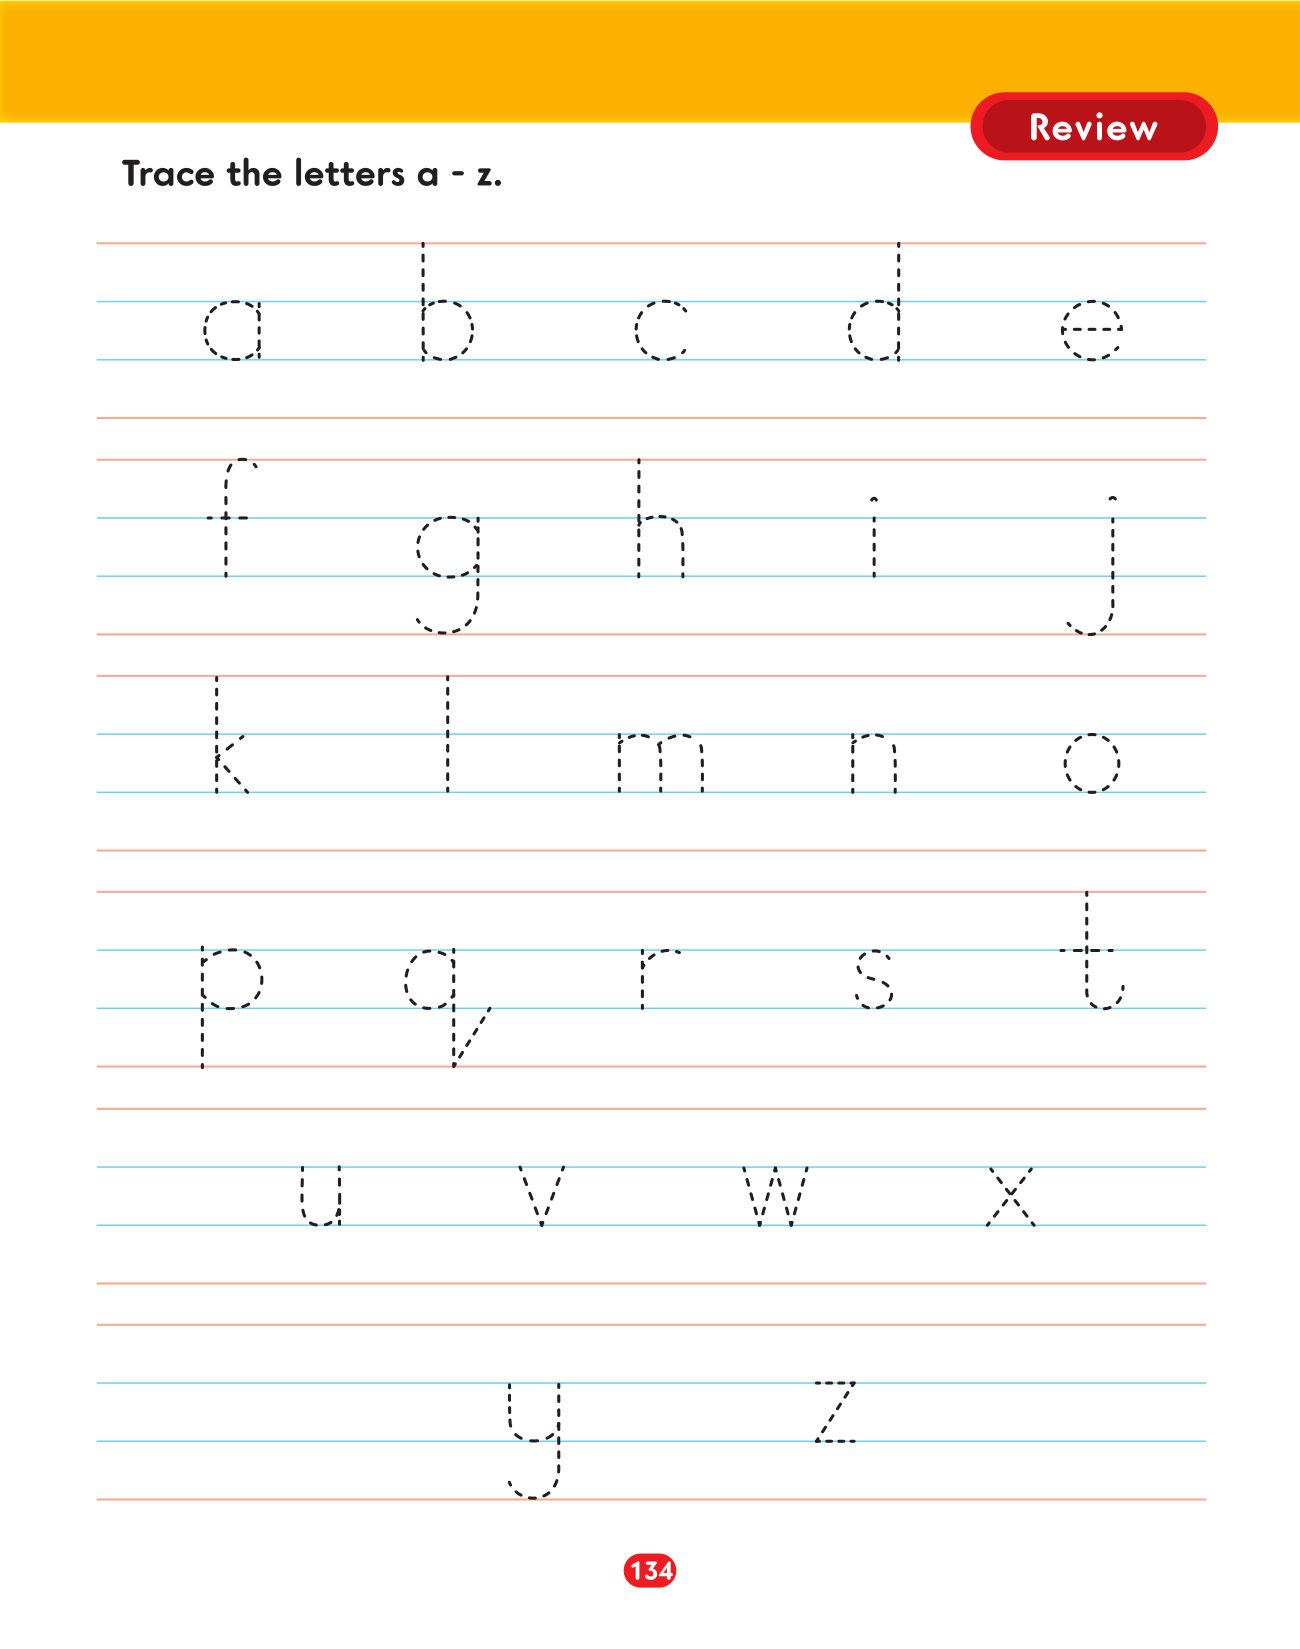 Review
Trace the letters a - z.
a b c d e
f g h i j
k l m n o
p q r s t
u v w x
y z
134